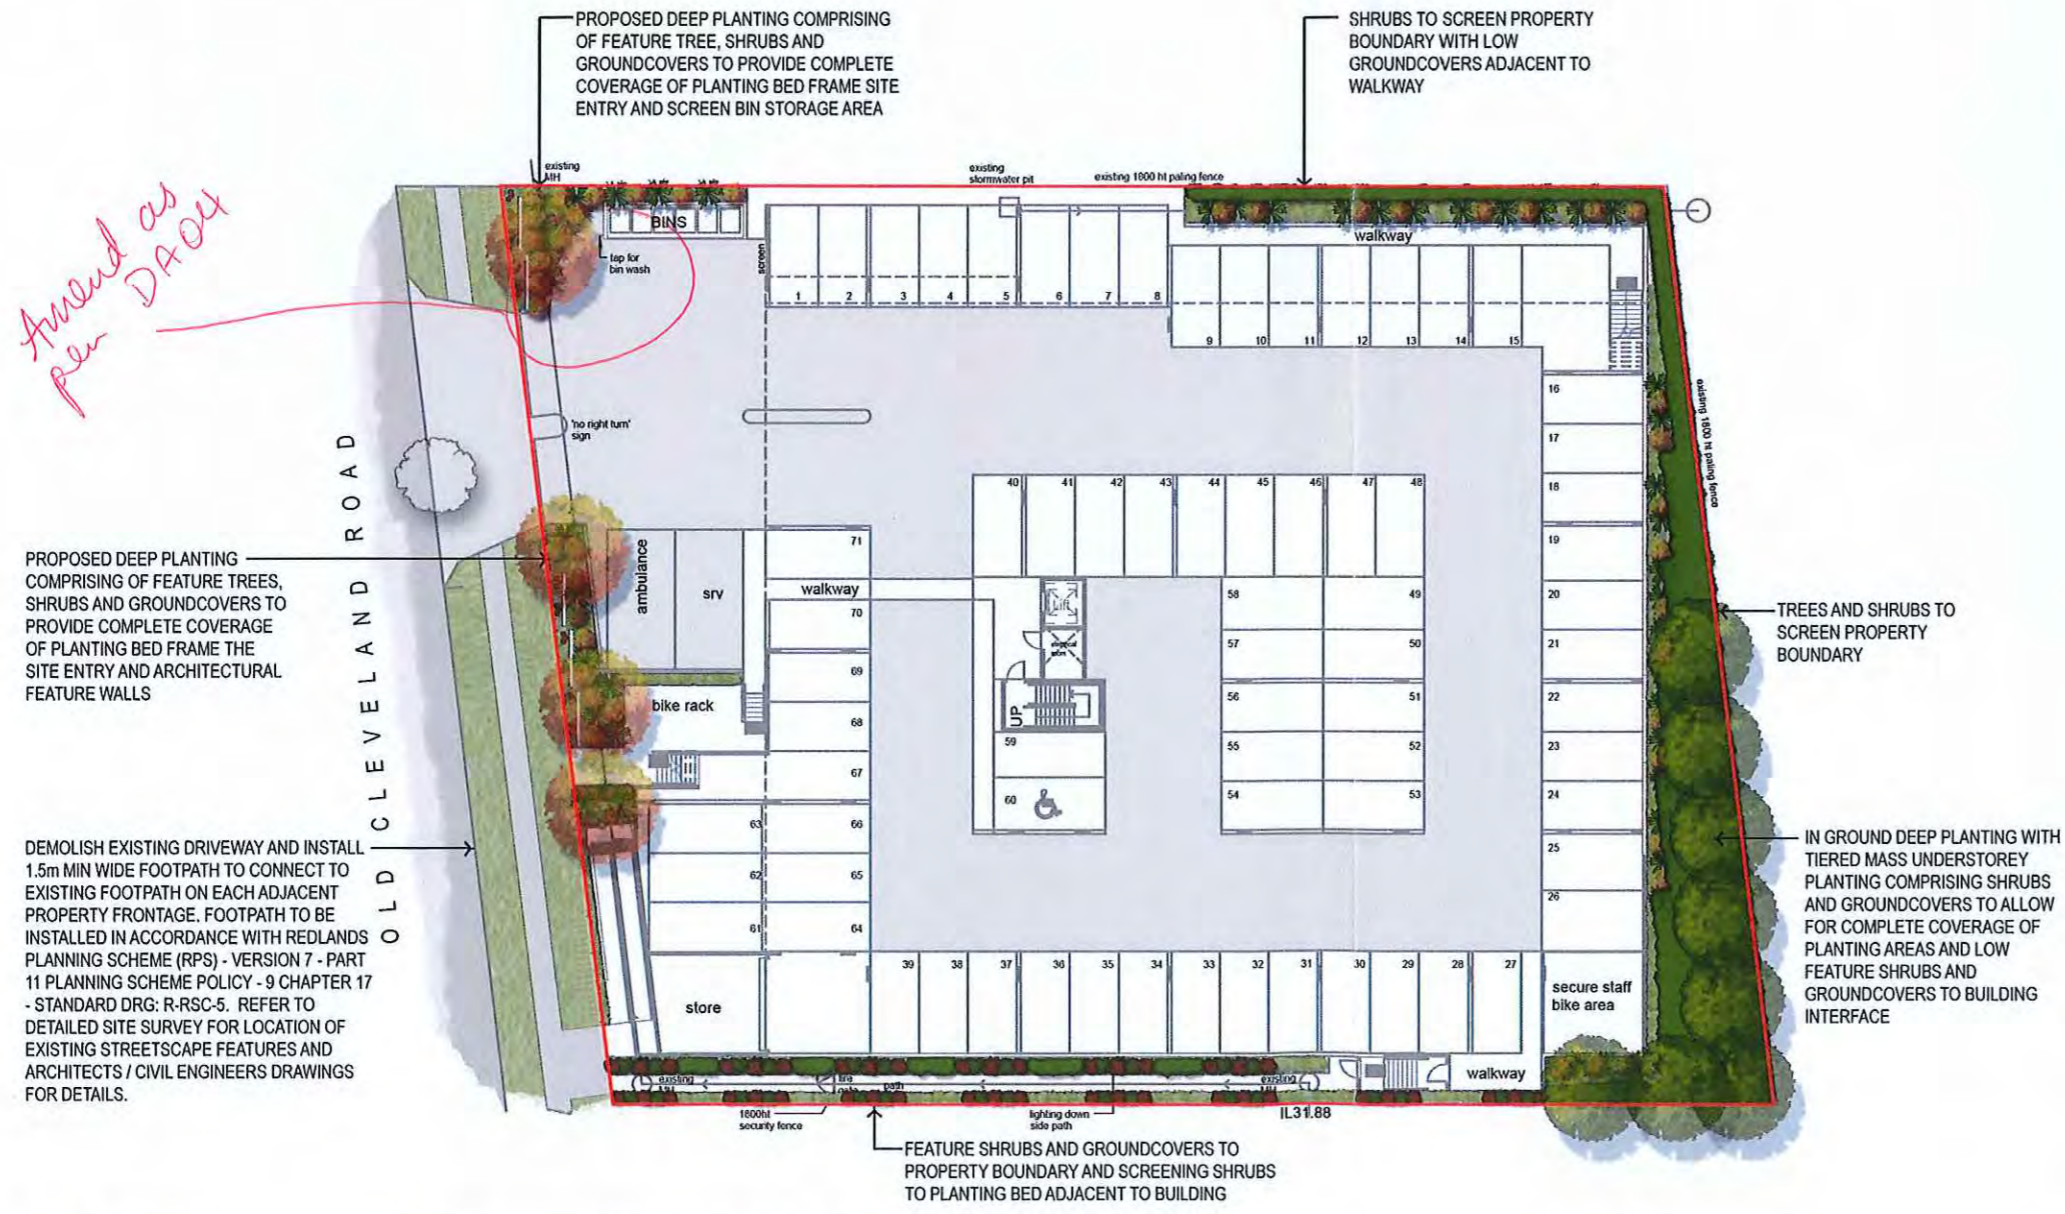 PROPOSED DEEP PLANTING COMPRISING
OF FEATURE TREE, SHRUBS AND
GROUNDCOVERS TO PROVIDE COMPLETE
COVERAGE OF PLANTING BED FRAME SITE
ENTRY AND SCREEN BIN STORAGE AREA
SHRUBS TO SCREEN PROPERTY
BOUNDARY WITH LOW
GROUNDCOVERS ADJACENT TO
WALKWAY
Amend as
per DA04
existing
MH
existing
stormwater pit
existing 1800 ht paling fence
BINS
tap for
bin wash
screen
walkway
1 2 3 4 5 6 7 8
9 10 11 12 13 14 15
'no right turn'
sign
existing 1800 ht paling fence
16
17
18
19
20
21
22
23
24
25
26
40 41 42 43 44 45 46 47 48
OLD CLEVELAND ROAD
PROPOSED DEEP PLANTING
COMPRISING OF FEATURE TREES,
SHRUBS AND GROUNDCOVERS TO
PROVIDE COMPLETE COVERAGE
OF PLANTING BED FRAME THE
SITE ENTRY AND ARCHITECTURAL
FEATURE WALLS
ambulance
srv
71
walkway
70
69
bike rack
68
67
63 66
62 65
61 64
Lift
UP
59
60
58 49
57 50
56 51
55 52
54 53
TREES AND SHRUBS TO
SCREEN PROPERTY
BOUNDARY
IN GROUND DEEP PLANTING WITH
TIERED MASS UNDERSTOREY
PLANTING COMPRISING SHRUBS
AND GROUNDCOVERS TO ALLOW
FOR COMPLETE COVERAGE OF
PLANTING AREAS AND LOW
FEATURE SHRUBS AND
GROUNDCOVERS TO BUILDING
INTERFACE
DEMOLISH EXISTING DRIVEWAY AND INSTALL
1.5m MIN WIDE FOOTPATH TO CONNECT TO
EXISTING FOOTPATH ON EACH ADJACENT
PROPERTY FRONTAGE. FOOTPATH TO BE
INSTALLED IN ACCORDANCE WITH REDLANDS
PLANNING SCHEME (RPS) - VERSION 7 - PART
11 PLANNING SCHEME POLICY - 9 CHAPTER 17
- STANDARD DRG: R-RSC-5. REFER TO
DETAILED SITE SURVEY FOR LOCATION OF
EXISTING STREETSCAPE FEATURES AND
ARCHITECTS / CIVIL ENGINEERS DRAWINGS
FOR DETAILS.
store
39 38 37 36 35 34 33 32 31 30 29 28 27
secure staff
bike area
walkway
existing
MH
fire
path
existing
MH
1800ht
security fence
lighting down
side path
IL31.88
FEATURE SHRUBS AND GROUNDCOVERS TO
PROPERTY BOUNDARY AND SCREENING SHRUBS
TO PLANTING BED ADJACENT TO BUILDING